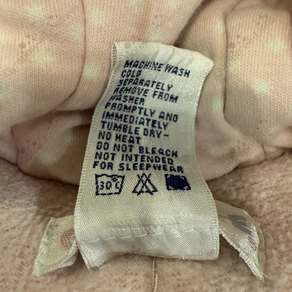 MACHINE WASH
COLD
SEPARATELY
REMOVE FROM
WASHER
PROMPTLY AND
IMMEDIATELY
TUMBLE DRY-
NO HEAT
DO NOT BLEACH
NOT INTENDED
FOR SLEEPWEAR
30°C